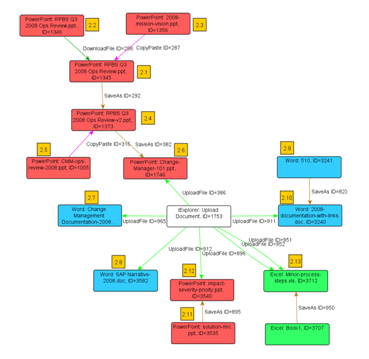 PowerPoint: RPBS Q3
2008 Ops Review.ppt,
ID=1346
2.2
PowerPoint: 2008-
mission-vision.ppt,
ID=1356
2.3
DownloadFile ID=286
CopyPaste ID=287
PowerPoint: RPBS Q3
2008 Ops Review.ppt,
ID=1345
2.1
SaveAs ID=292
PowerPoint: RPBS Q3
2008 Ops Review-v2.ppt,
ID=1373
2.4
CopyPaste ID=315
SaveAs ID=382
2.5
PowerPoint: CMM-ops-
review-2008.ppt, ID=1005
2.6
PowerPoint: Change-
Manager-101.ppt,
ID=1746
2.9
Word: 510, ID=3241
UploadFile ID=386
SaveAs ID=823
2.7
Word: Change
Management
Documentation-2008...
IExplorer: Upload
Document, ID=1753
2.10
Word: 2008-
documentation-with-links.
doc, ID=3240
UploadFile ID=965
UploadFile ID=911
UploadFile ID=951
UploadFile ID=952
UploadFile ID=912
UploadFile ID=896
2.8
Word: SAP Narrative-
2008.doc, ID=3592
2.12
PowerPoint: impact-
severity-priority.ppt,
ID=3540
2.13
Excel: Minor-process-
steps.xls, ID=3712
2.11
SaveAs ID=895
SaveAs ID=950
PowerPoint: solution-rec.
ppt, ID=3535
Excel: Book1, ID=3707